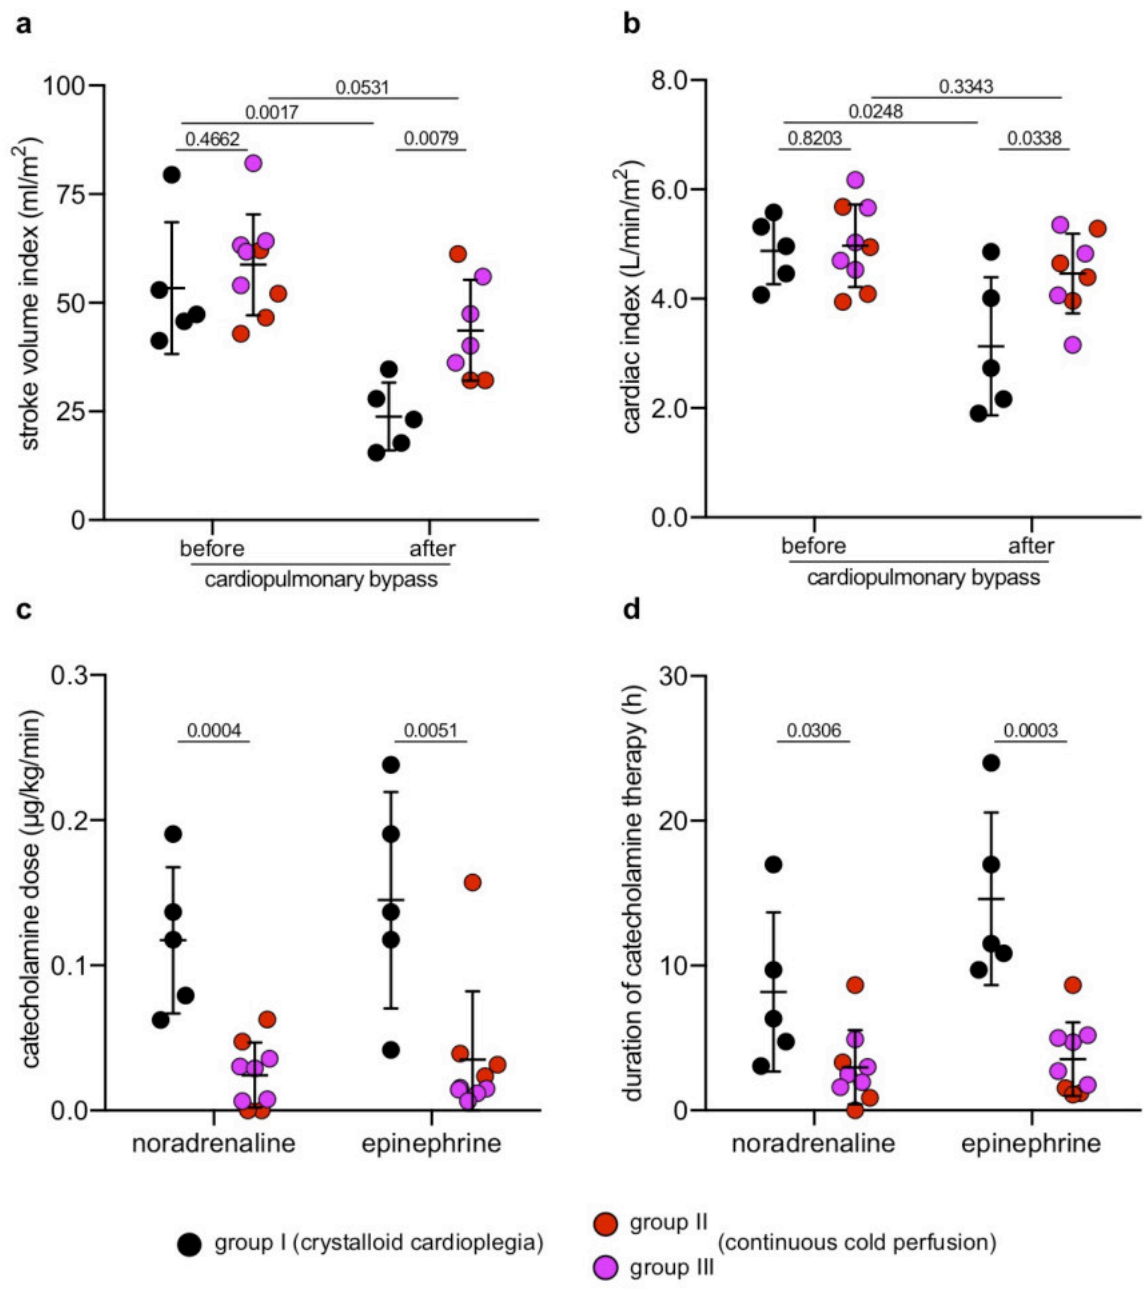 a
stroke volume index (ml/m²)
100
75
50
25
0
0.0531
0.0017
0.4662
0.0079
before
after
cardiopulmonary bypass
b
cardiac index (L/min/m²)
8.0
6.0
4.0
2.0
0.0
0.3343
0.0248
0.8203
0.0338
before
after
cardiopulmonary bypass
c
catecholamine dose (µg/kg/min)
0.3
0.2
0.1
0.0
0.0004
0.0051
noradrenaline
epinephrine
d
duration of catecholamine therapy (h)
30
20
10
0
0.0306
0.0003
noradrenaline
epinephrine
group I (crystalloid cardioplegia)
group II
group III
(continuous cold perfusion)